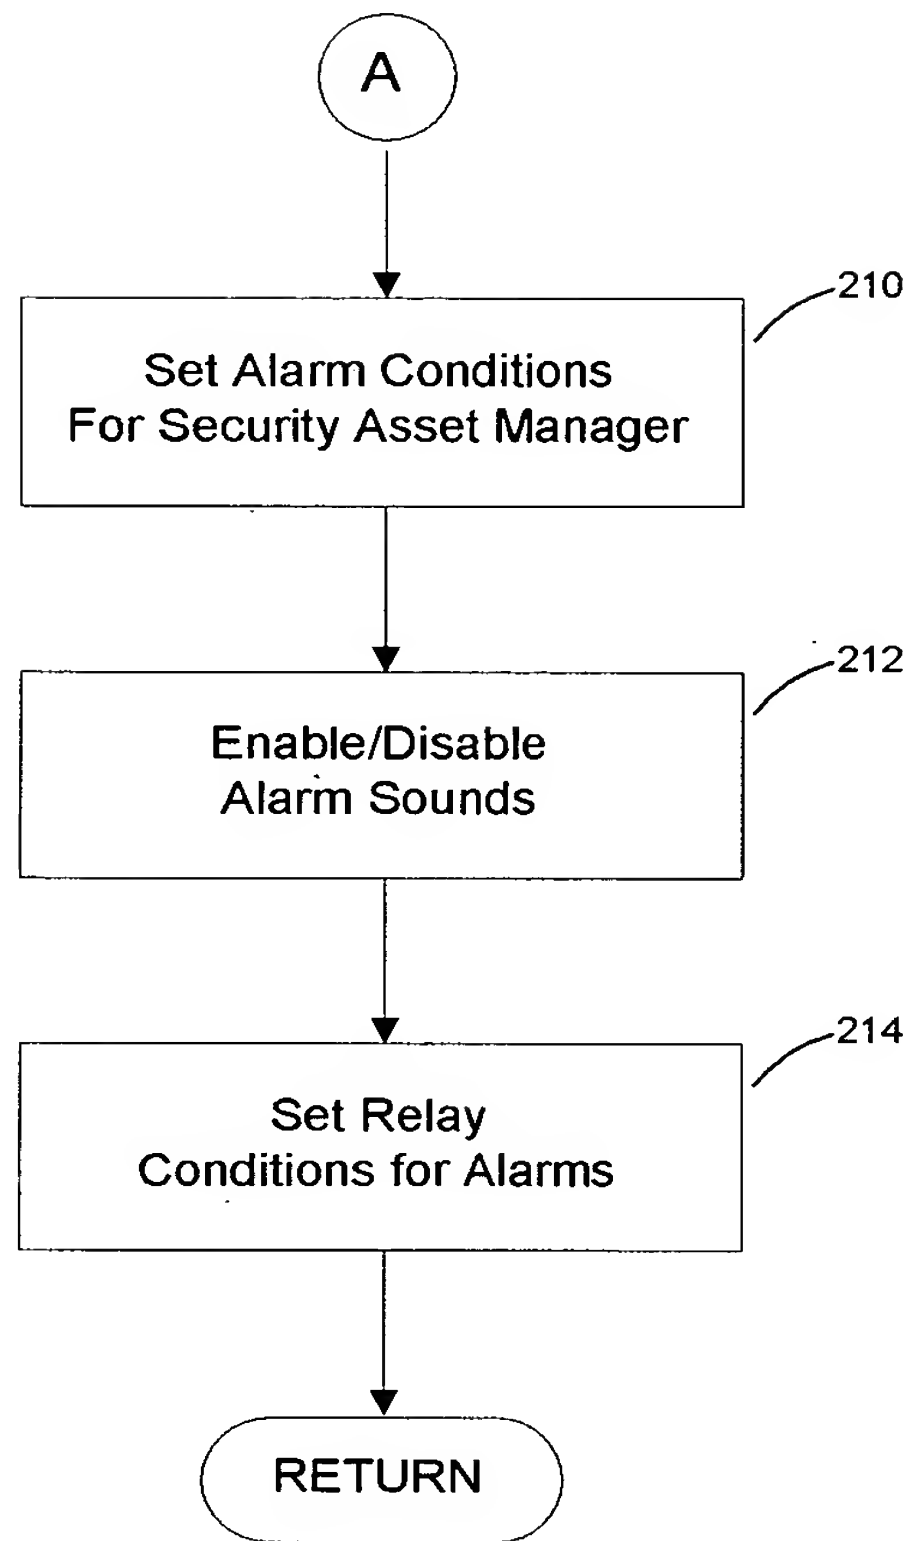 A
210
Set Alarm Conditions
For Security Asset Manager
212
Enable/Disable
Alarm Sounds
214
Set Relay
Conditions for Alarms
RETURN